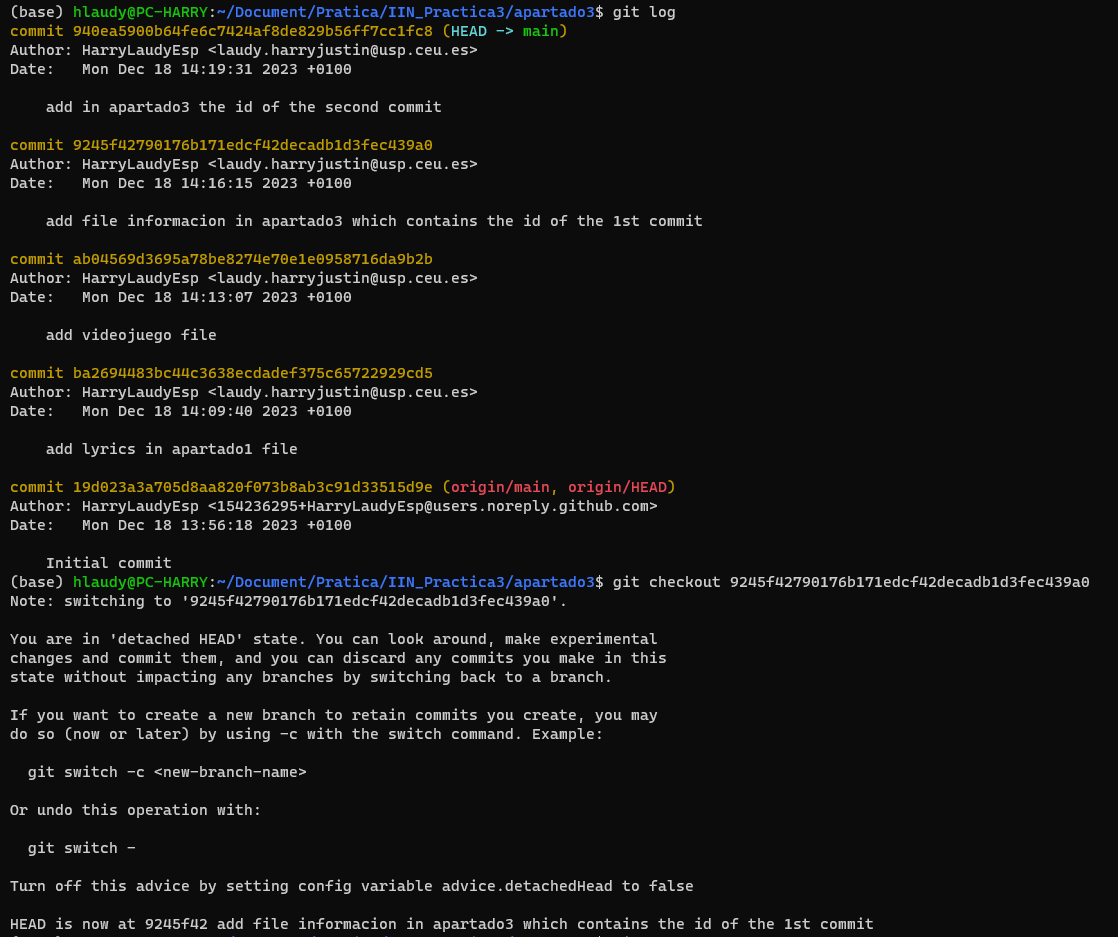 (base) hlaudy@PC-HARRY:~/Document/Pratica/IIN_Practica3/apartado3$ git log
commit 940ea5900b64fe6c7424af8de829b56ff7cc1fc8 (HEAD -> main)
Author: HarryLaudyEsp <laudy.harryjustin@usp.ceu.es>
Date:   Mon Dec 18 14:19:31 2023 +0100
    add in apartado3 the id of the second commit
commit 9245f42790176b171edcf42decadb1d3fec439a0
Author: HarryLaudyEsp <laudy.harryjustin@usp.ceu.es>
Date:   Mon Dec 18 14:16:15 2023 +0100
    add file informacion in apartado3 which contains the id of the 1st commit
commit ab04569d3695a78be8274e70e1e0958716da9b2b
Author: HarryLaudyEsp <laudy.harryjustin@usp.ceu.es>
Date:   Mon Dec 18 14:13:07 2023 +0100
    add videojuego file
commit ba2694483bc44c3638ecdadef375c65722929cd5
Author: HarryLaudyEsp <laudy.harryjustin@usp.ceu.es>
Date:   Mon Dec 18 14:09:40 2023 +0100
    add lyrics in apartado1 file
commit 19d023a3a705d8aa820f073b8ab3c91d33515d9e (origin/main, origin/HEAD)
Author: HarryLaudyEsp <154236295+HarryLaudyEsp@users.noreply.github.com>
Date:   Mon Dec 18 13:56:18 2023 +0100
    Initial commit
(base) hlaudy@PC-HARRY:~/Document/Pratica/IIN_Practica3/apartado3$ git checkout 9245f42790176b171edcf42decadb1d3fec439a0
Note: switching to '9245f42790176b171edcf42decadb1d3fec439a0'.
You are in 'detached HEAD' state. You can look around, make experimental
changes and commit them, and you can discard any commits you make in this
state without impacting any branches by switching back to a branch.
If you want to create a new branch to retain commits you create, you may
do so (now or later) by using -c with the switch command. Example:
  git switch -c <new-branch-name>
Or undo this operation with:
  git switch -
Turn off this advice by setting config variable advice.detachedHead to false
HEAD is now at 9245f42 add file informacion in apartado3 which contains the id of the 1st commit